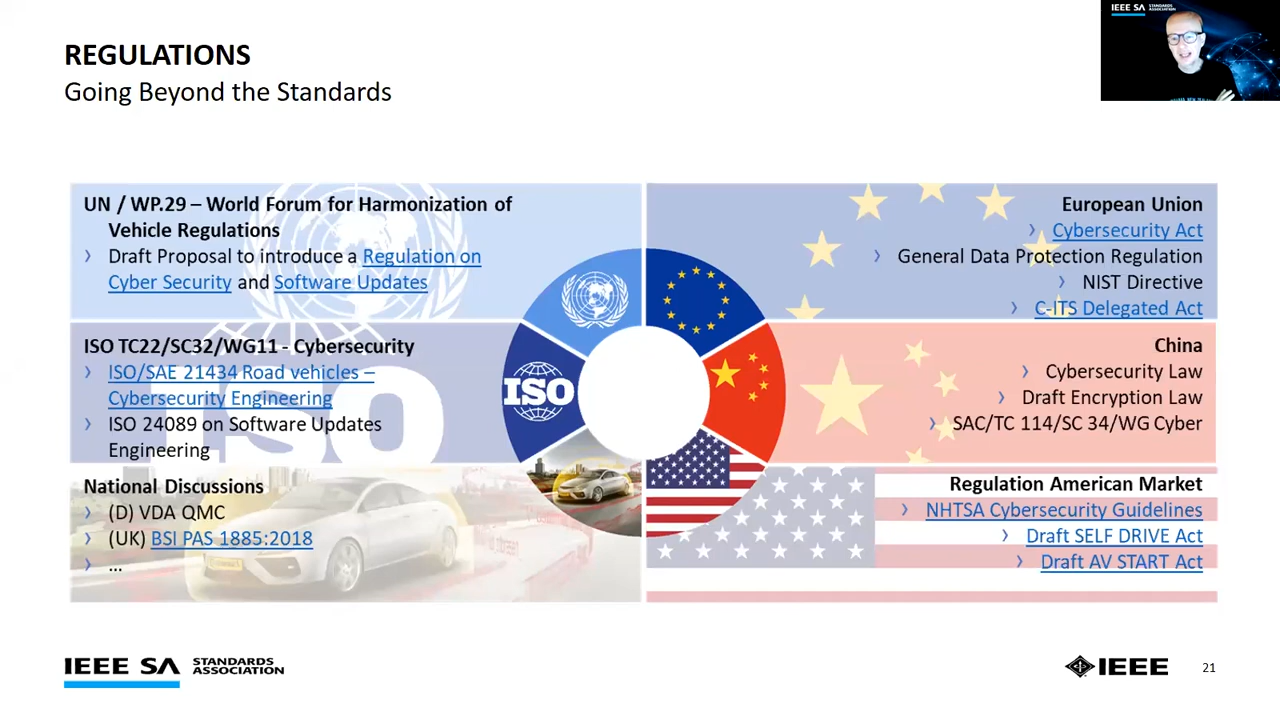 REGULATIONS
Going Beyond the Standards
IEEE SA STANDARDS
ASSOCIATION
UN / WP.29 – World Forum for Harmonization of
Vehicle Regulations
› Draft Proposal to introduce a Regulation on
Cyber Security and Software Updates
ISO TC22/SC32/WG11 - Cybersecurity
› ISO/SAE 21434 Road vehicles –
Cybersecurity Engineering
› ISO 24089 on Software Updates
Engineering
National Discussions
› (D) VDA QMC
› (UK) BSI PAS 1885:2018
› ...
ISO
ISO
European Union
› Cybersecurity Act
› General Data Protection Regulation
› NIST Directive
› C-ITS Delegated Act
China
› Cybersecurity Law
› Draft Encryption Law
› SAC/TC 114/SC 34/WG Cyber
Regulation American Market
› NHTSA Cybersecurity Guidelines
› Draft SELF DRIVE Act
› Draft AV START Act
IEEE SA STANDARDS
ASSOCIATION
IEEE
21